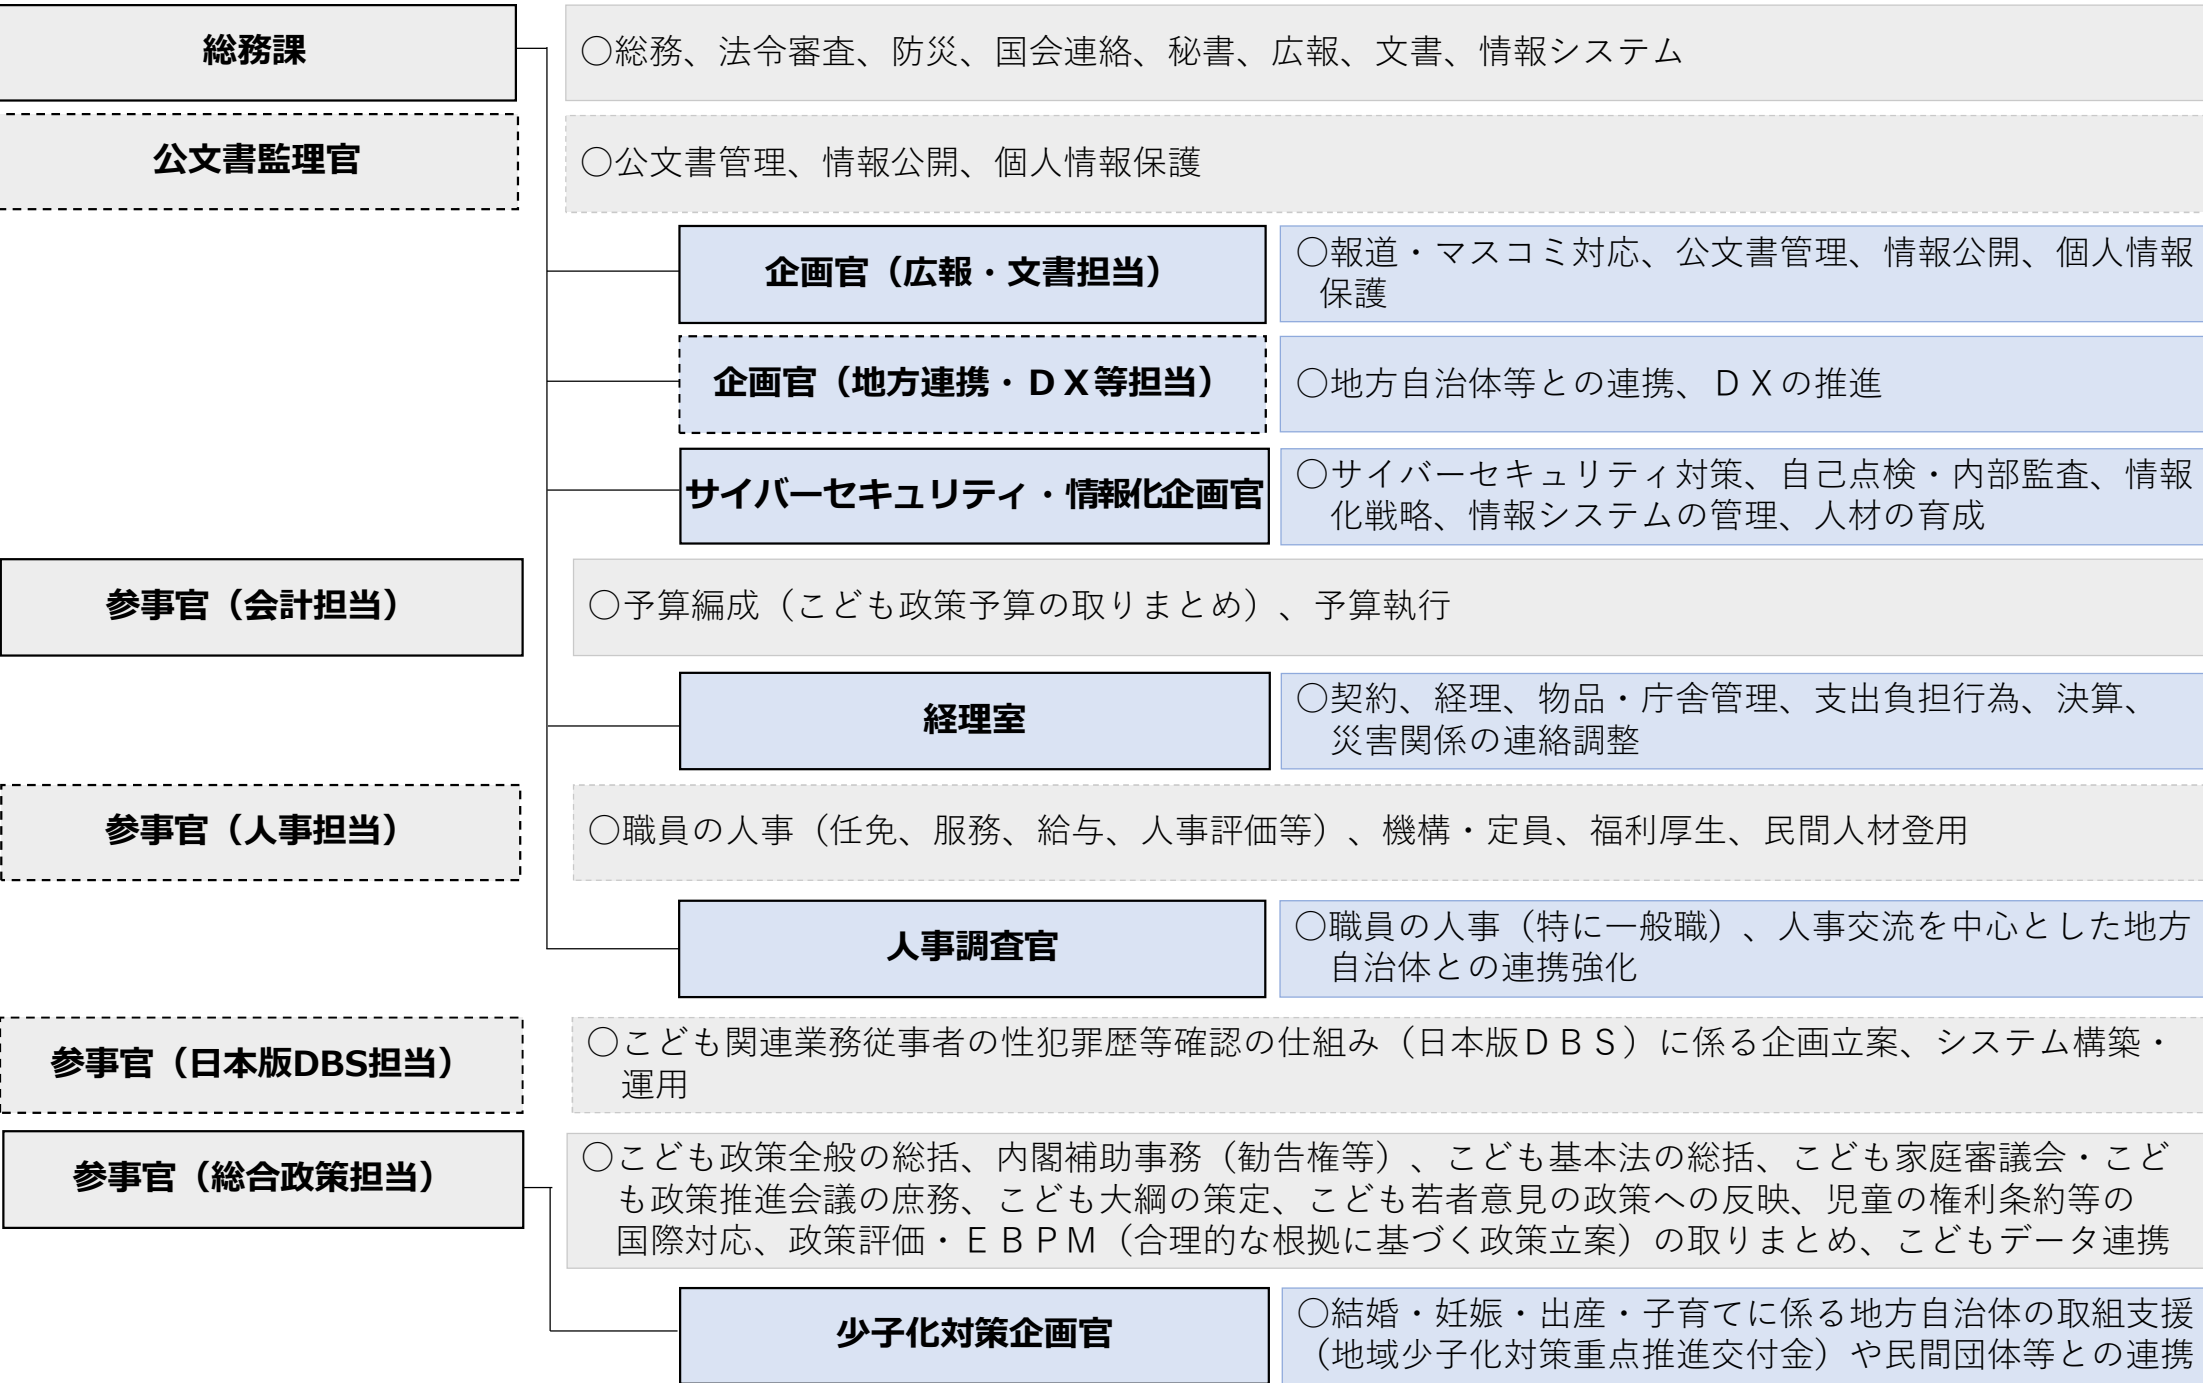 総務課
○総務、法令審査、防災、国会連絡、秘書、広報、文書、情報システム
公文書監理官
○公文書管理、情報公開、個人情報保護
企画官（広報・文書担当）
○報道・マスコミ対応、公文書管理、情報公開、個人情報
保護
企画官（地方連携・ＤＸ等担当）
○地方自治体等との連携、ＤＸの推進
サイバーセキュリティ・情報化企画官
○サイバーセキュリティ対策、自己点検・内部監査、情報
化戦略、情報システムの管理、人材の育成
参事官（会計担当）
○予算編成（こども政策予算の取りまとめ）、予算執行
経理室
○契約、経理、物品・庁舎管理、支出負担行為、決算、
災害関係の連絡調整
参事官（人事担当）
○職員の人事（任免、服務、給与、人事評価等）、機構・定員、福利厚生、民間人材登用
人事調査官
○職員の人事（特に一般職）、人事交流を中心とした地方
自治体との連携強化
参事官（日本版DBS担当）
○こども関連業務従事者の性犯罪歴等確認の仕組み（日本版ＤＢＳ）に係る企画立案、システム構築・
運用
参事官（総合政策担当）
○こども政策全般の総括、内閣補助事務（勧告権等）、こども基本法の総括、こども家庭審議会・こど
も政策推進会議の庶務、こども大綱の策定、こども若者意見の政策への反映、児童の権利条約等の
国際対応、政策評価・ＥＢＰＭ（合理的な根拠に基づく政策立案）の取りまとめ、こどもデータ連携
少子化対策企画官
○結婚・妊娠・出産・子育てに係る地方自治体の取組支援
（地域少子化対策重点推進交付金）や民間団体等との連携